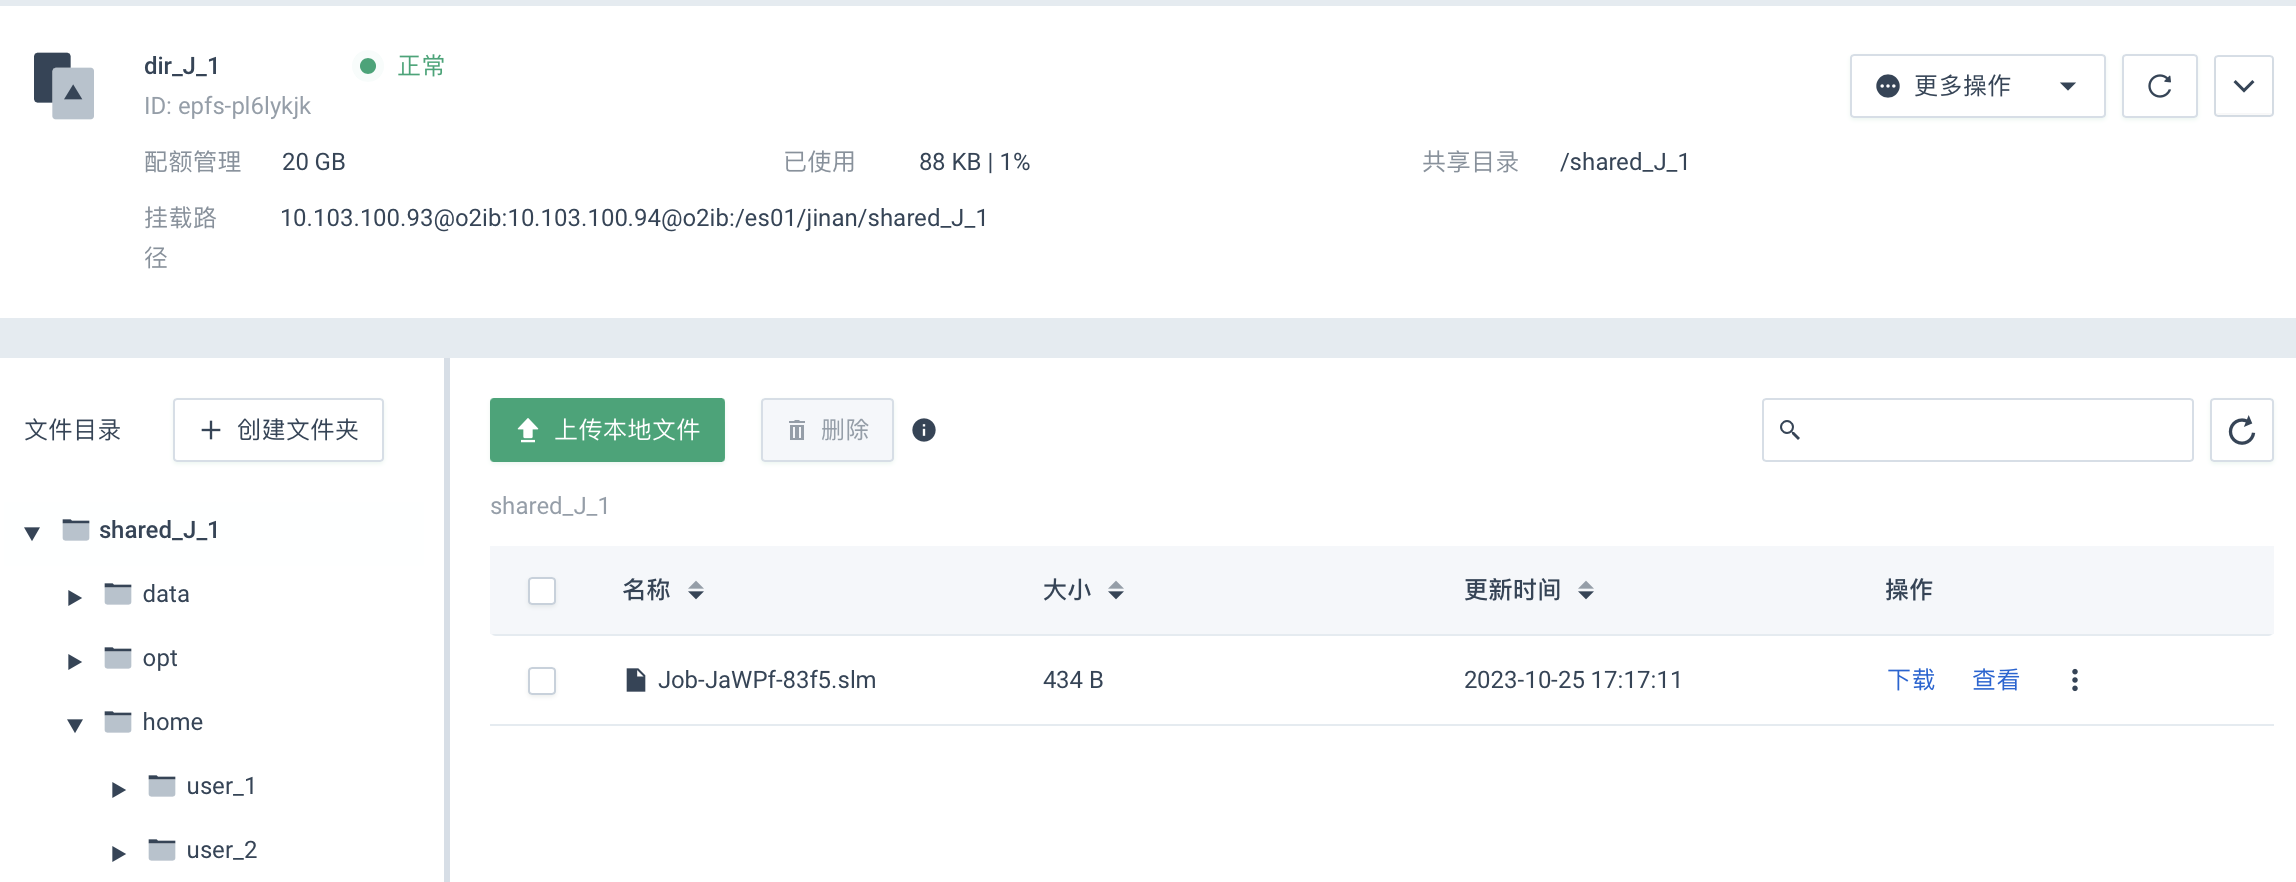 dir_J_1 正常
ID: epfs-pl6lykjk
更多操作
配额管理 20 GB 已使用 88 KB | 1% 共享目录 /shared_J_1
挂载路径 10.103.100.93@o2ib:10.103.100.94@o2ib:/es01/jinan/shared_J_1
文件目录 创建文件夹
shared_J_1
data
opt
home
user_1
user_2
上传本地文件 删除
shared_J_1
名称 大小 更新时间 操作
Job-JaWPf-83f5.slm 434 B 2023-10-25 17:17:11 下载 查看